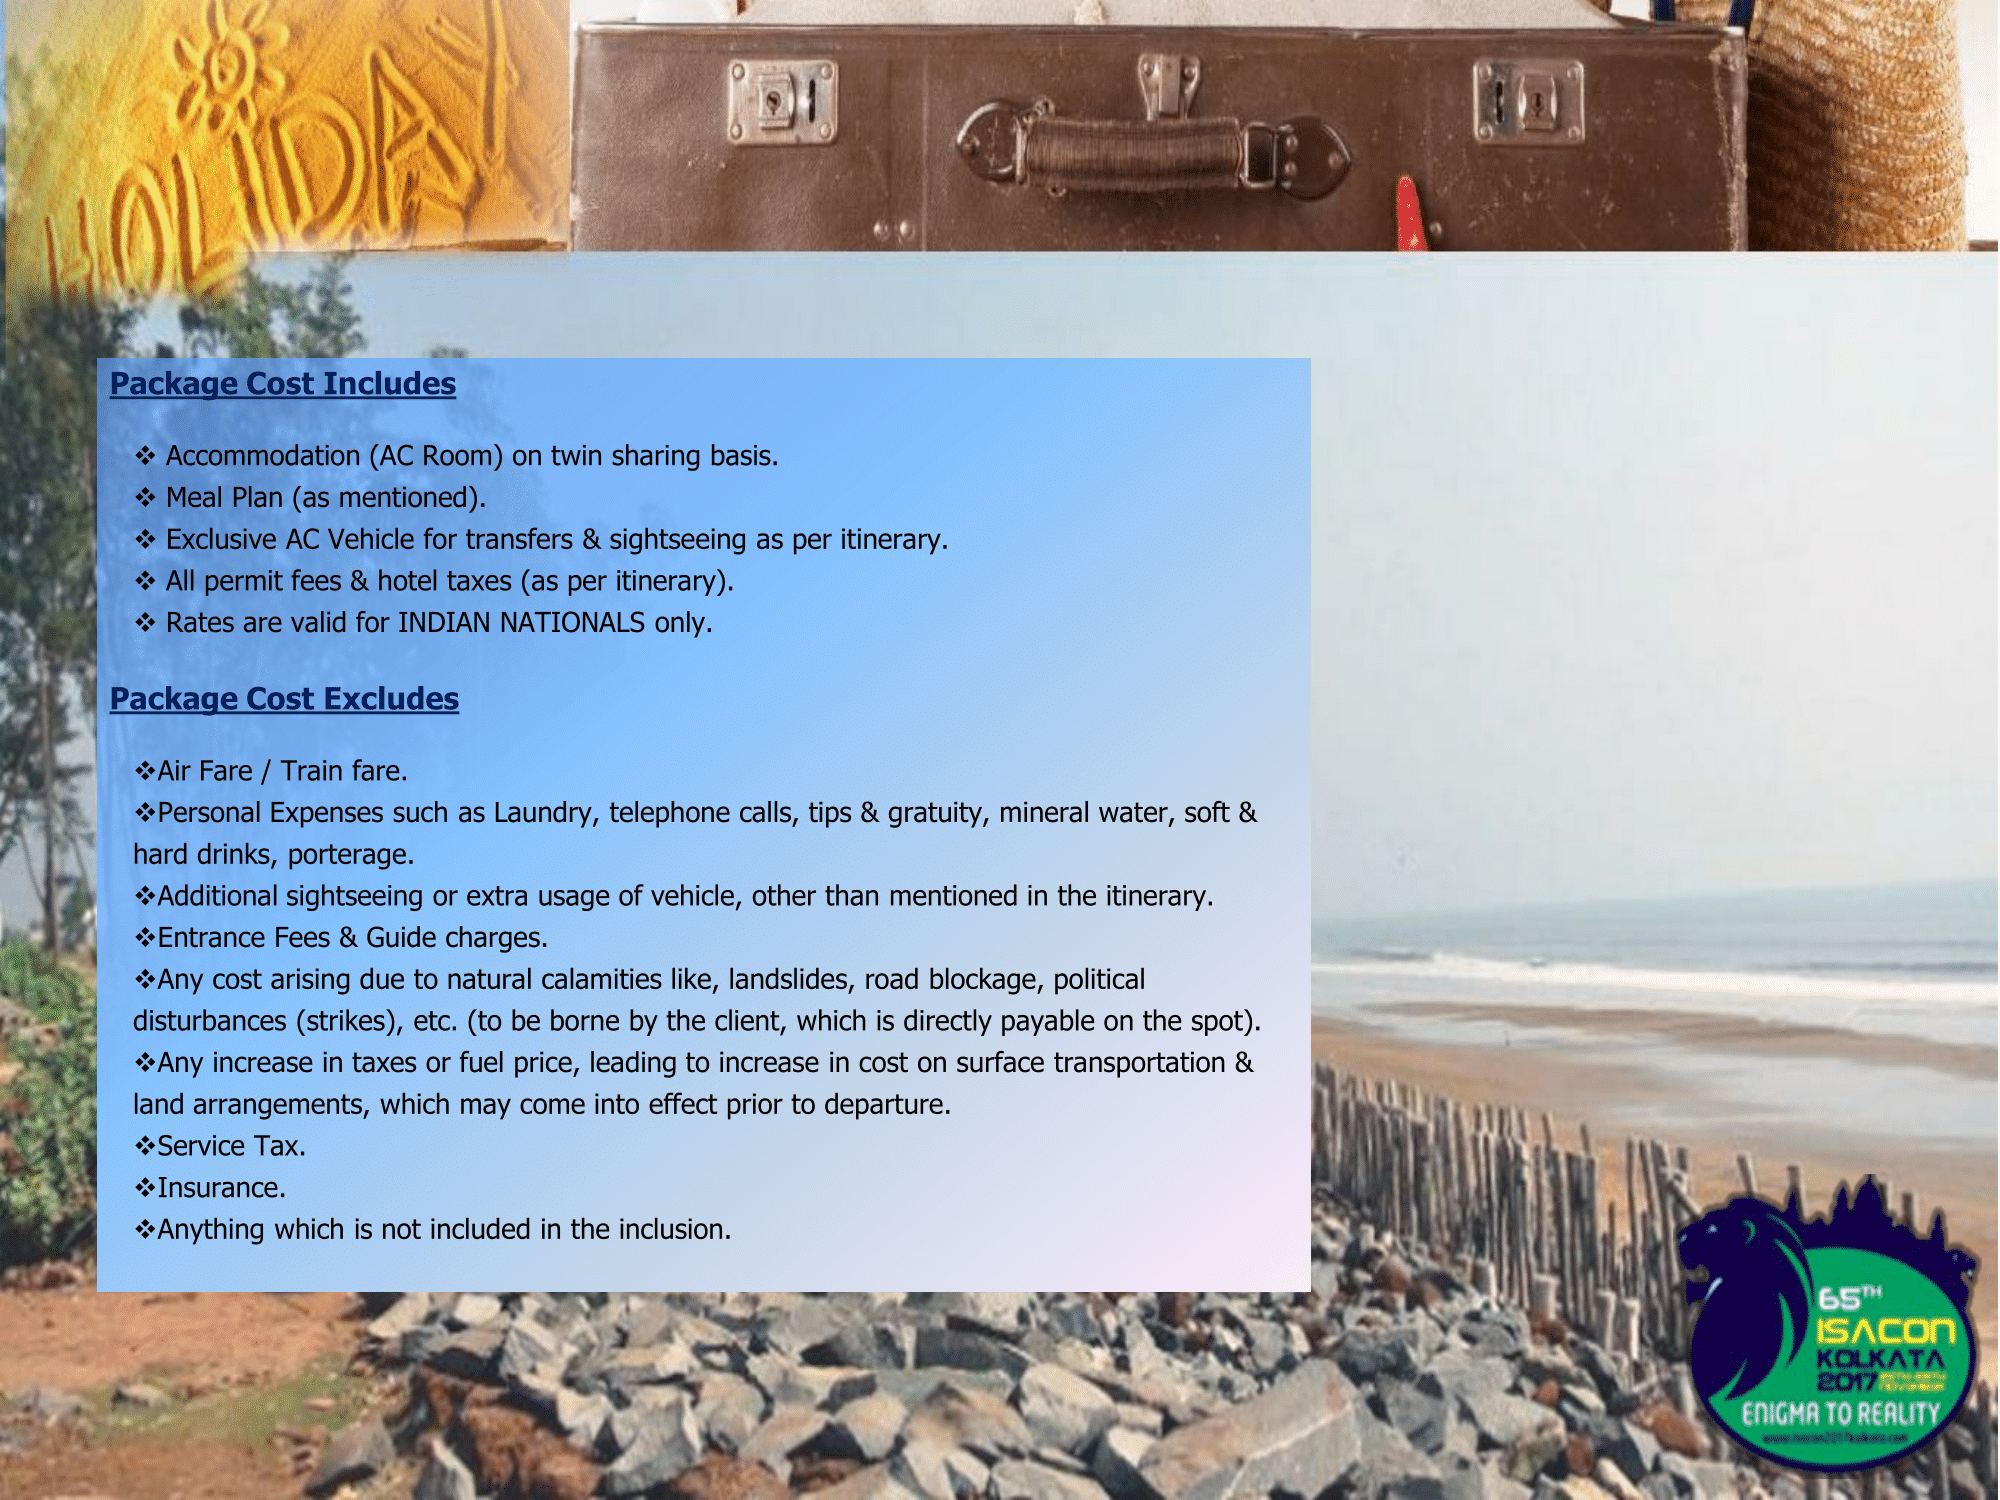 HOLIDAY
Package Cost Includes
❖ Accommodation (AC Room) on twin sharing basis.
❖ Meal Plan (as mentioned).
❖ Exclusive AC Vehicle for transfers & sightseeing as per itinerary.
❖ All permit fees & hotel taxes (as per itinerary).
❖ Rates are valid for INDIAN NATIONALS only.
Package Cost Excludes
❖Air Fare / Train fare.
❖Personal Expenses such as Laundry, telephone calls, tips & gratuity, mineral water, soft &
hard drinks, porterage.
❖Additional sightseeing or extra usage of vehicle, other than mentioned in the itinerary.
❖Entrance Fees & Guide charges.
❖Any cost arising due to natural calamities like, landslides, road blockage, political
disturbances (strikes), etc. (to be borne by the client, which is directly payable on the spot).
❖Any increase in taxes or fuel price, leading to increase in cost on surface transportation &
land arrangements, which may come into effect prior to departure.
❖Service Tax.
❖Insurance.
❖Anything which is not included in the inclusion.
65TH
ISACON
KOLKATA
2017
ENIGMA TO REALITY